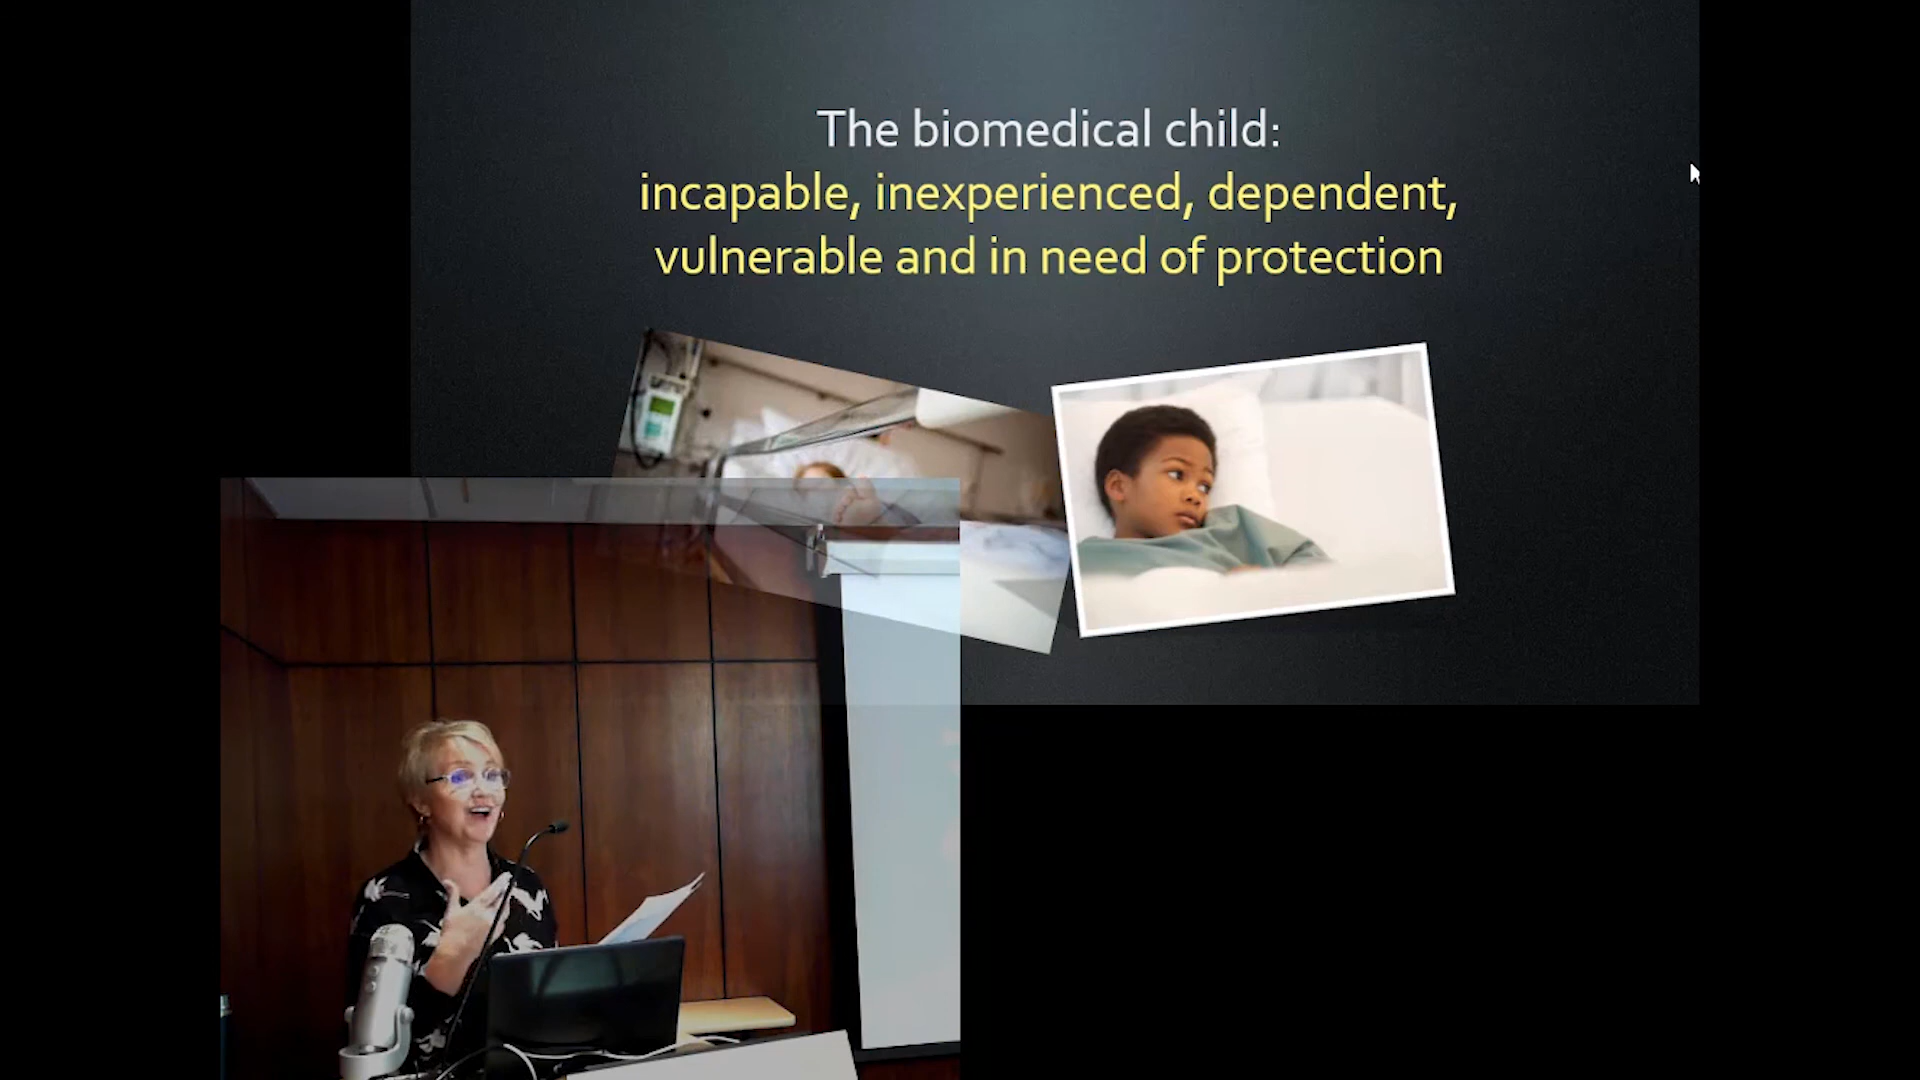 The biomedical child:
incapable, inexperienced, dependent,
vulnerable and in need of protection